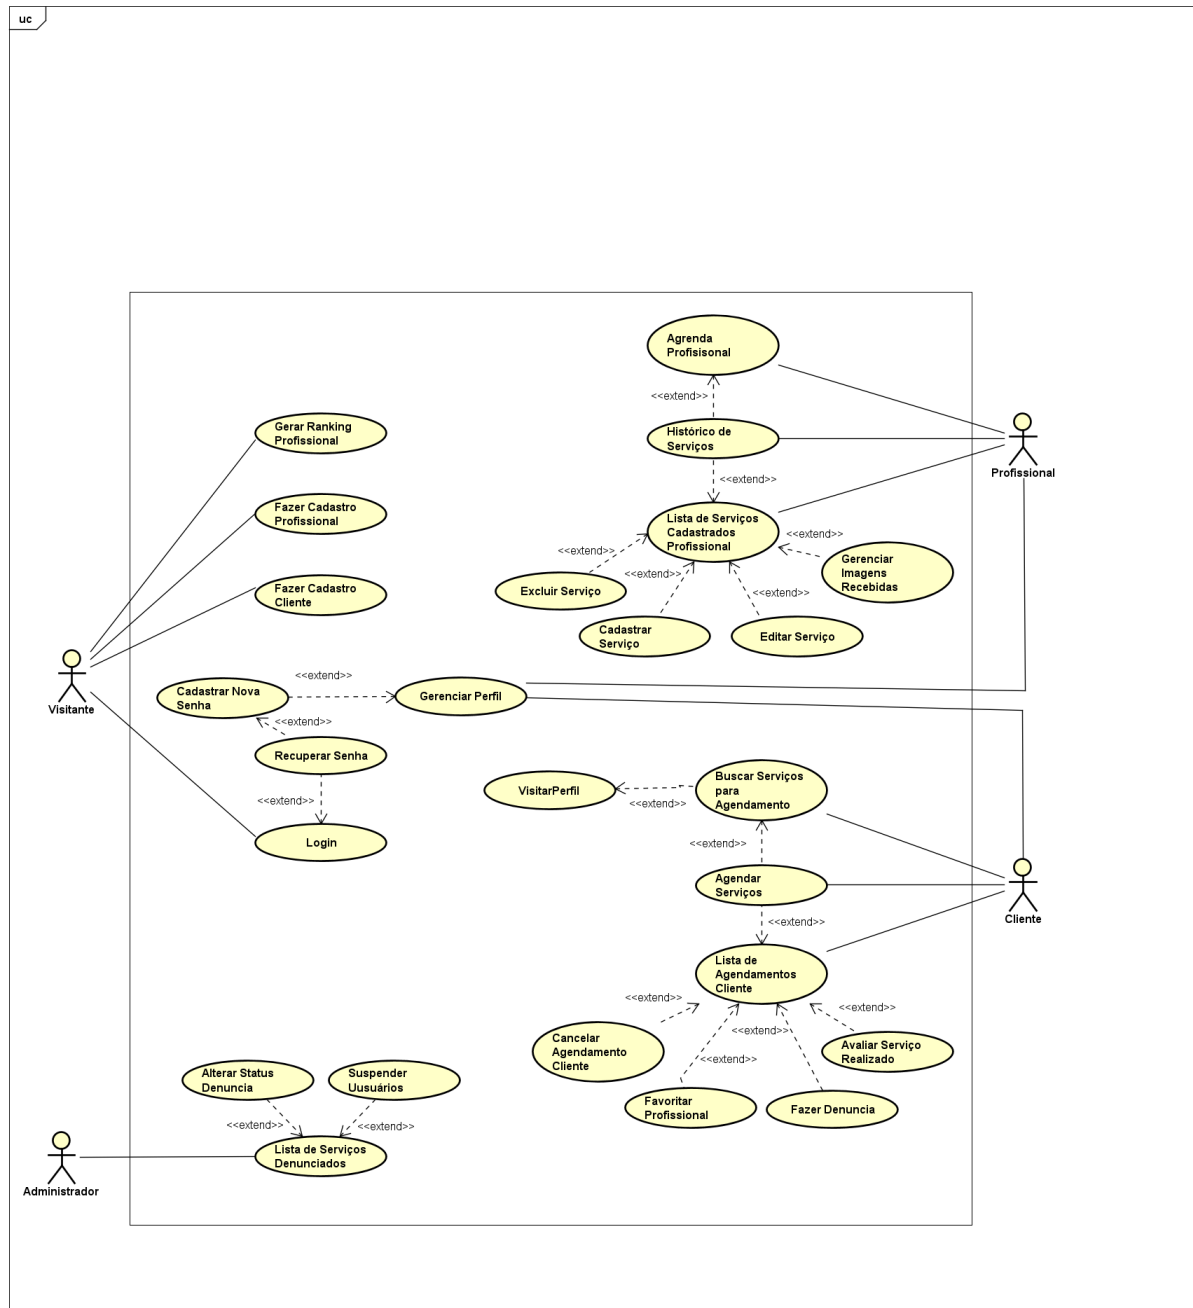 uc
Agrenda
Profisisonal
<<extend>>
Gerar Ranking
Profissional
Histórico de
Serviços
Profissional
<<extend>>
Fazer Cadastro
Profissional
Lista de Serviços
Cadastrados
Profissional
<<extend>>
<<extend>>
<<extend>>
<<extend>>
Gerenciar
Imagens
Recebidas
Excluir Serviço
Fazer Cadastro
Cliente
Cadastrar
Serviço
Editar Serviço
Visitante
<<extend>>
Cadastrar Nova
Senha
Gerenciar Perfil
<<extend>>
Recuperar Senha
<<extend>>
Login
VisitarPerfil
<<extend>>
Buscar Serviços
para
Agendamento
<<extend>>
Agendar
Serviços
<<extend>>
Cliente
Lista de
Agendamentos
Cliente
<<extend>>
<<extend>>
<<extend>>
<<extend>>
Cancelar
Agendamento
Cliente
Avaliar Serviço
Realizado
Favoritar
Profissional
Fazer Denuncia
Alterar Status
Denuncia
Suspender
Uusuários
<<extend>>
<<extend>>
Lista de Serviços
Denunciados
Administrador